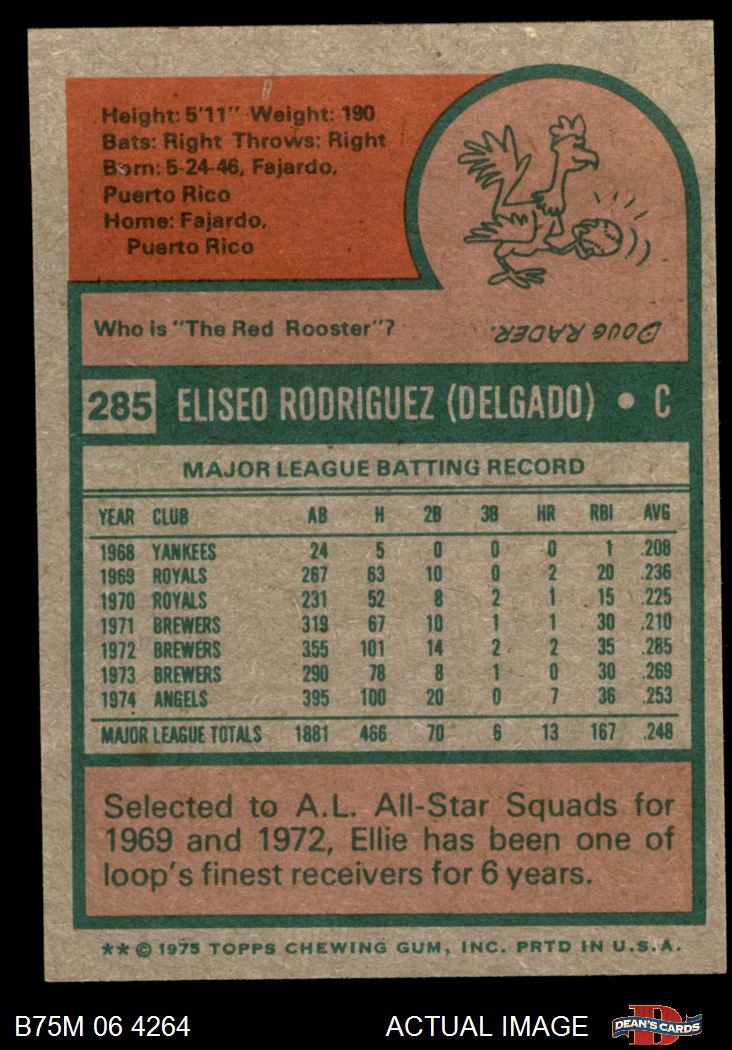 Height: 5'11" Weight: 190
Bats: Right Throws: Right
Born: 5-24-46, Fajardo,
Puerto Rico
Home: Fajardo,
Puerto Rico
Who is "The Red Rooster"?
DOUG RADER.
285 ELISEO RODRIGUEZ (DELGADO) • C
MAJOR LEAGUE BATTING RECORD
YEAR CLUB AB H 2B 3B HR RBI AVG
1968 YANKEES 24 5 0 0 0 1 .208
1969 ROYALS 267 63 10 0 2 20 .236
1970 ROYALS 231 52 8 2 1 15 .225
1971 BREWERS 319 67 10 1 1 30 .210
1972 BREWERS 355 101 14 2 2 35 .285
1973 BREWERS 290 78 8 1 0 30 .269
1974 ANGELS 395 100 20 0 7 36 .253
MAJOR LEAGUE TOTALS 1881 466 70 6 13 167 .248
Selected to A.L. All-Star Squads for
1969 and 1972, Ellie has been one of
loop's finest receivers for 6 years.
** © 1975 TOPPS CHEWING GUM, INC. PRTD IN U.S.A.
B75M 06 4264 ACTUAL IMAGE
D
DEAN'S CARDS